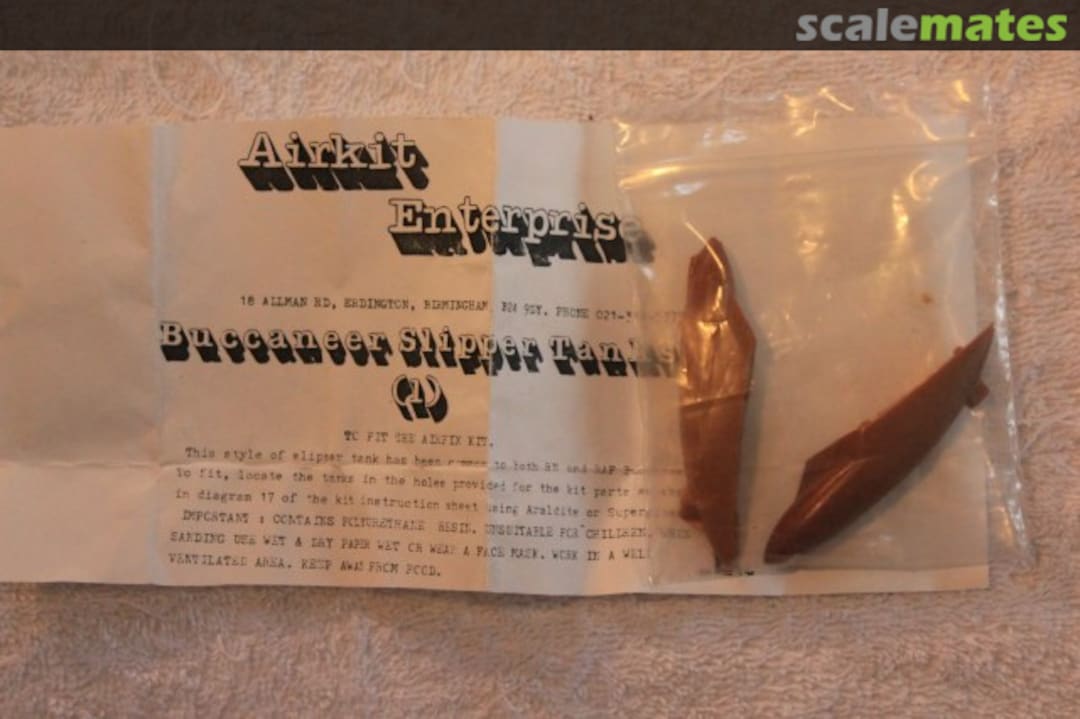 scalemates
Airkit
Enterprise
18 ALLMAN RD, ERDINGTON, BIRMINGHAM, B24 9DY. PHONE 021-
Buccaneer Slipper Tanks
(1)
TO FIT THE AIRFIX KIT.
This style of slipper tank has been common to both RN and RAF
To fit, locate the tanks in the holes provided for the kit parts
in diagram 17 of the kit instruction sheet using Araldite or
IMPORTANT : CONTAINS POLYURETHANE RESIN. UNSUITABLE FOR CHILDREN. WHEN
SANDING USE WET & DRY PAPER WET OR WEAR A FACE MASK. WORK IN A WELL
VENTILATED AREA. KEEP AWAY FROM FOOD.